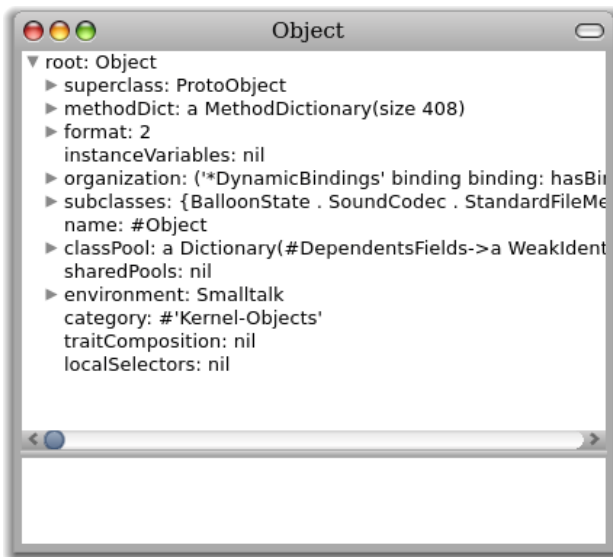 Object
root: Object
superclass: ProtoObject
methodDict: a MethodDictionary(size 408)
format: 2
instanceVariables: nil
organization: ('*DynamicBindings' binding binding: hasBin
subclasses: {BalloonState . SoundCodec . StandardFileMe
name: #Object
classPool: a Dictionary(#DependentsFields->a WeakIdent
sharedPools: nil
environment: Smalltalk
category: #'Kernel-Objects'
traitComposition: nil
localSelectors: nil